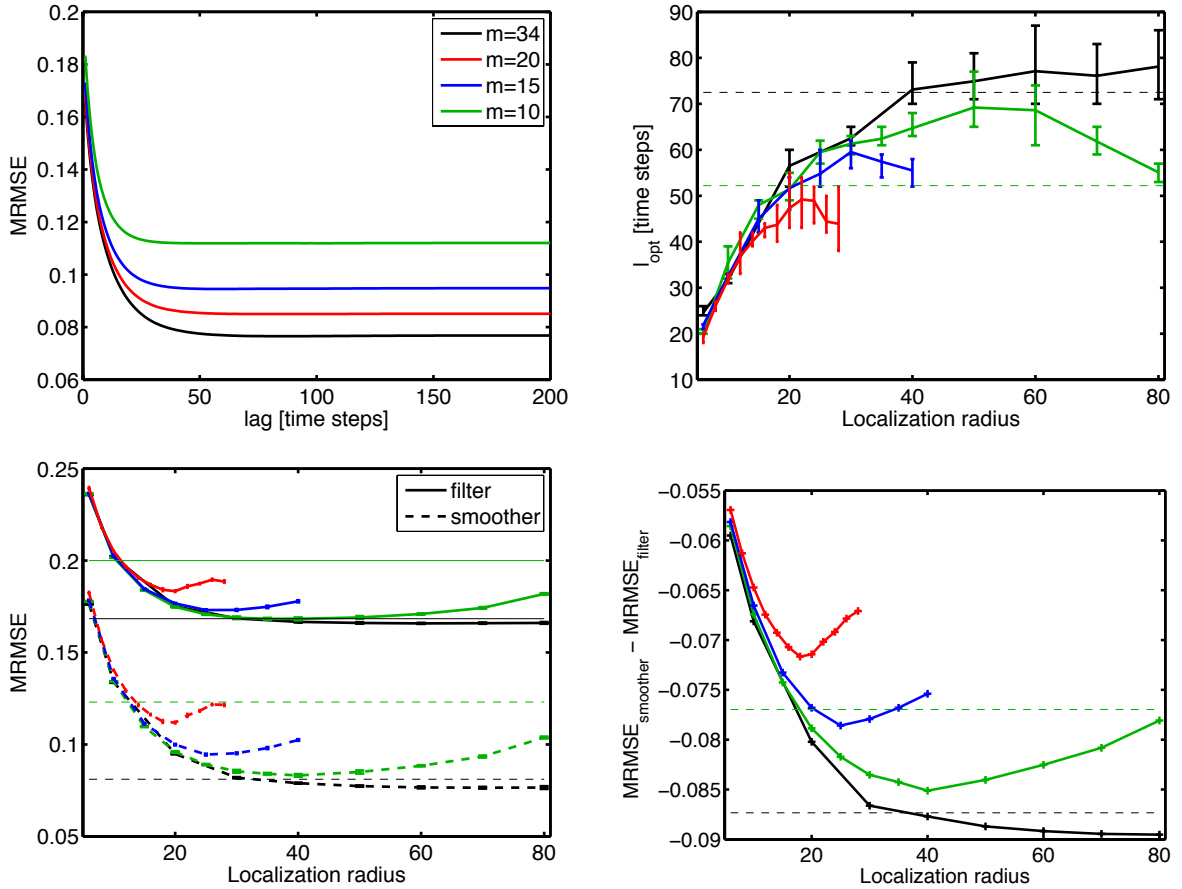 0.2
0.18
0.16
0.14
0.12
0.1
0.08
0.06
MRMSE
0 50 100 150 200
lag [time steps]
m=34
m=20
m=15
m=10
90
80
70
60
50
40
30
20
10
l_opt [time steps]
20 40 60 80
Localization radius
0.25
0.2
0.15
0.1
0.05
MRMSE
20 40 60 80
Localization radius
filter
smoother
−0.055
−0.06
−0.065
−0.07
−0.075
−0.08
−0.085
−0.09
MRMSE_smoother − MRMSE_filter
20 40 60 80
Localization radius